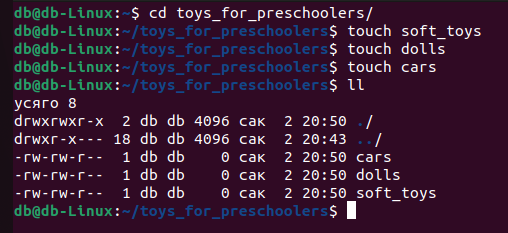 db@db-Linux:~$ cd toys_for_preschoolers/
db@db-Linux:~/toys_for_preschoolers$ touch soft_toys
db@db-Linux:~/toys_for_preschoolers$ touch dolls
db@db-Linux:~/toys_for_preschoolers$ touch cars
db@db-Linux:~/toys_for_preschoolers$ ll
усяго 8
drwxrwxr-x  2 db db 4096 сак  2 20:50 ./
drwxr-x--- 18 db db 4096 сак  2 20:43 ../
-rw-rw-r--  1 db db    0 сак  2 20:50 cars
-rw-rw-r--  1 db db    0 сак  2 20:50 dolls
-rw-rw-r--  1 db db    0 сак  2 20:50 soft_toys
db@db-Linux:~/toys_for_preschoolers$